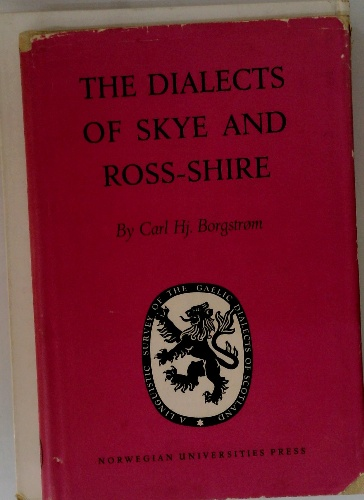 THE DIALECTS
OF SKYE AND
ROSS-SHIRE
By Carl Hj. Borgstrøm
A LINGUISTIC SURVEY OF THE GAELIC DIALECTS OF SCOTLAND
NORWEGIAN UNIVERSITIES PRESS